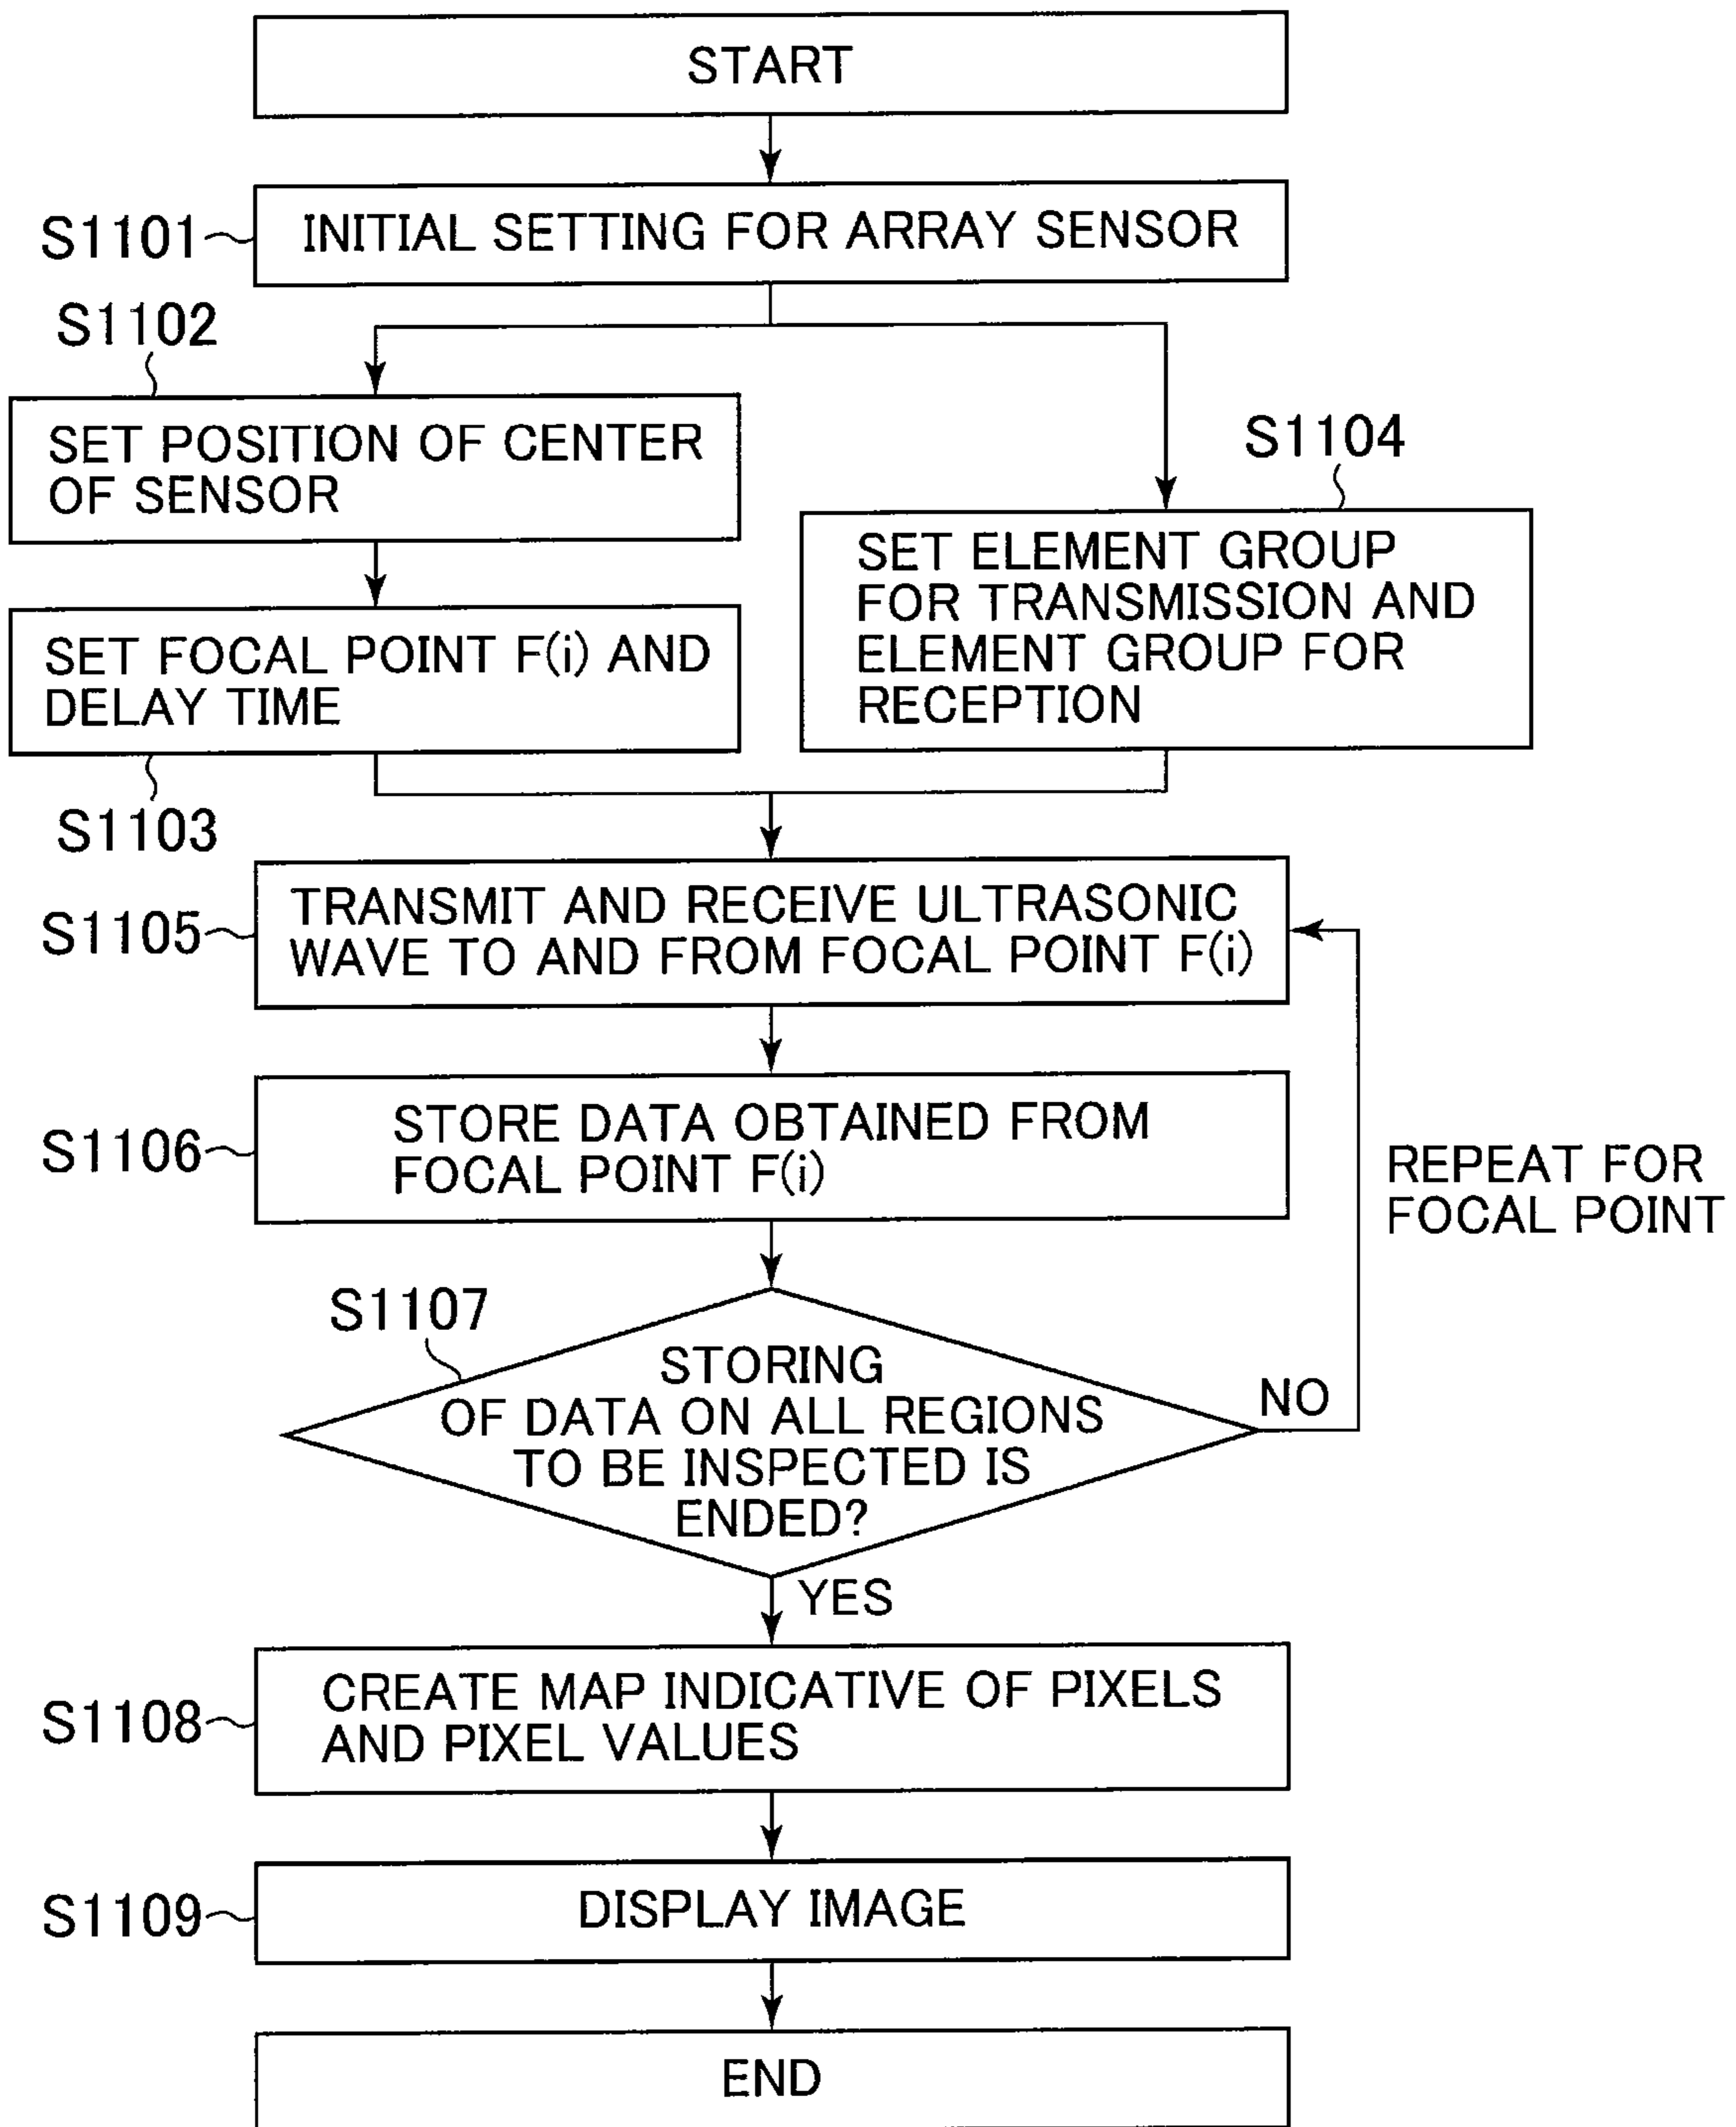 START
S1101
INITIAL SETTING FOR ARRAY SENSOR
S1102
SET POSITION OF CENTER
OF SENSOR
S1104
SET ELEMENT GROUP
FOR TRANSMISSION AND
ELEMENT GROUP FOR
RECEPTION
SET FOCAL POINT F(i) AND
DELAY TIME
S1103
S1105
TRANSMIT AND RECEIVE ULTRASONIC
WAVE TO AND FROM FOCAL POINT F(i)
S1106
STORE DATA OBTAINED FROM
FOCAL POINT F(i)
REPEAT FOR
FOCAL POINT
S1107
STORING
OF DATA ON ALL REGIONS
TO BE INSPECTED IS
ENDED?
NO
YES
S1108
CREATE MAP INDICATIVE OF PIXELS
AND PIXEL VALUES
S1109
DISPLAY IMAGE
END